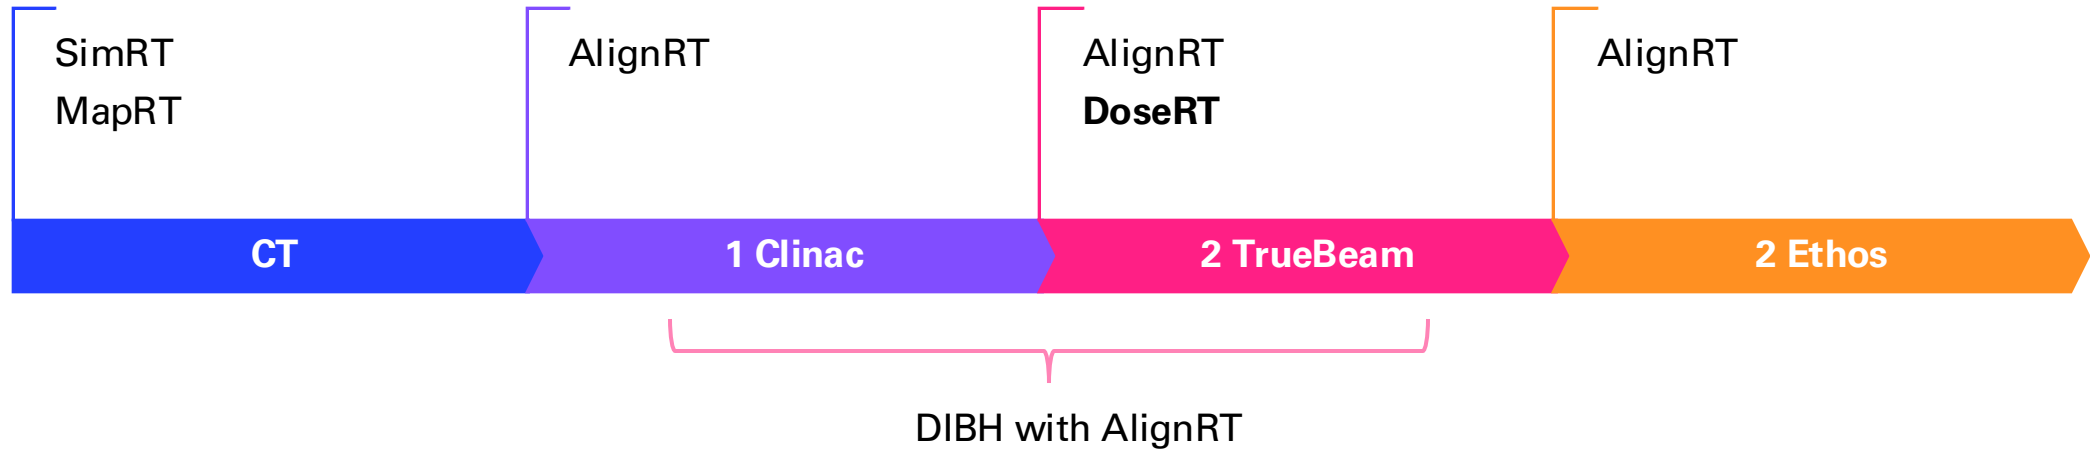 SimRT
MapRT
AlignRT
AlignRT
DoseRT
AlignRT
CT
1 Clinac
2 TrueBeam
2 Ethos
DIBH with AlignRT